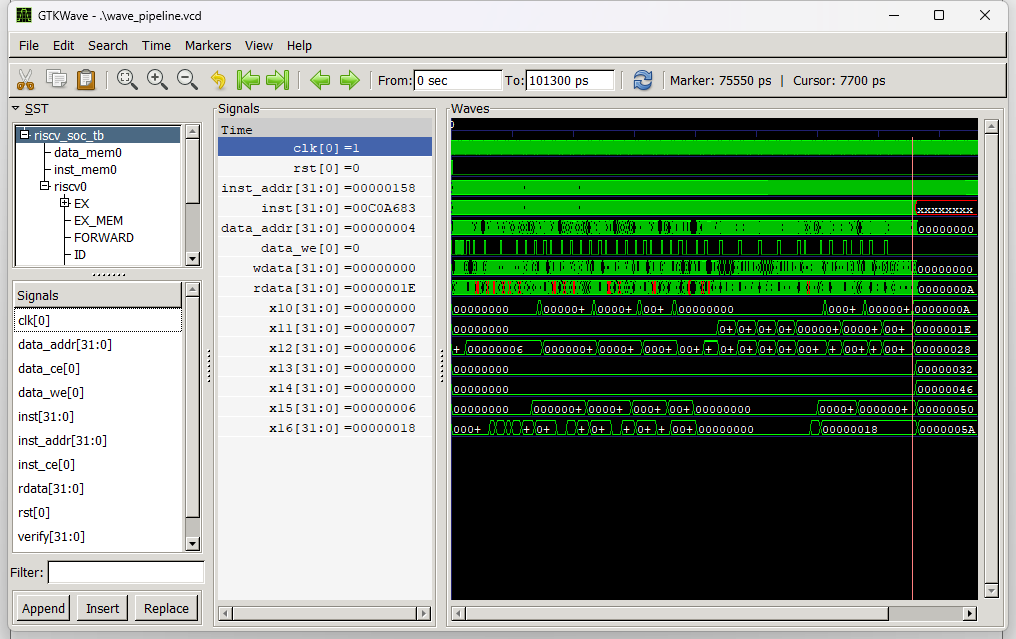 GTKWave - .\wave_pipeline.vcd
File Edit Search Time Markers View Help
From: 0 sec To: 101300 ps Marker: 75550 ps | Cursor: 7700 ps
SST
riscv_soc_tb
data_mem0
inst_mem0
riscv0
EX
EX_MEM
FORWARD
ID
Signals
clk[0]
data_addr[31:0]
data_ce[0]
data_we[0]
inst[31:0]
inst_addr[31:0]
inst_ce[0]
rdata[31:0]
rst[0]
verify[31:0]
Filter:
Append Insert Replace
Signals
Time
clk[0]=1
rst[0]=0
inst_addr[31:0]=00000158
inst[31:0]=00C0A683
data_addr[31:0]=00000004
data_we[0]=0
wdata[31:0]=00000000
rdata[31:0]=0000001E
x10[31:0]=00000000
x11[31:0]=00000007
x12[31:0]=00000006
x13[31:0]=00000000
x14[31:0]=00000000
x15[31:0]=00000006
x16[31:0]=00000018
Waves
0
xxxxxxxx
00000000
00000000
0000000A
00000000 00000+ 0000+ 00+ 00000000 000+ 00000+ 0000000A
00000000 0+ 0+ 0+ 0+ 00000+ 0000+ 00+ 0000001E
+ 00000006 000000+ 0000+ 000+ 00+ + 0+ 0+ 0+ 0+ 00+ + 00+ + 00+ 00000028
00000000 00000032
00000000 00000046
00000000 000000+ 0000+ 000+ 00+ 00000000 0000+ 000000+ 00000050
000+ + 0+ + 0+ + 0+ + 00+ 00000000 00000018 0000005A